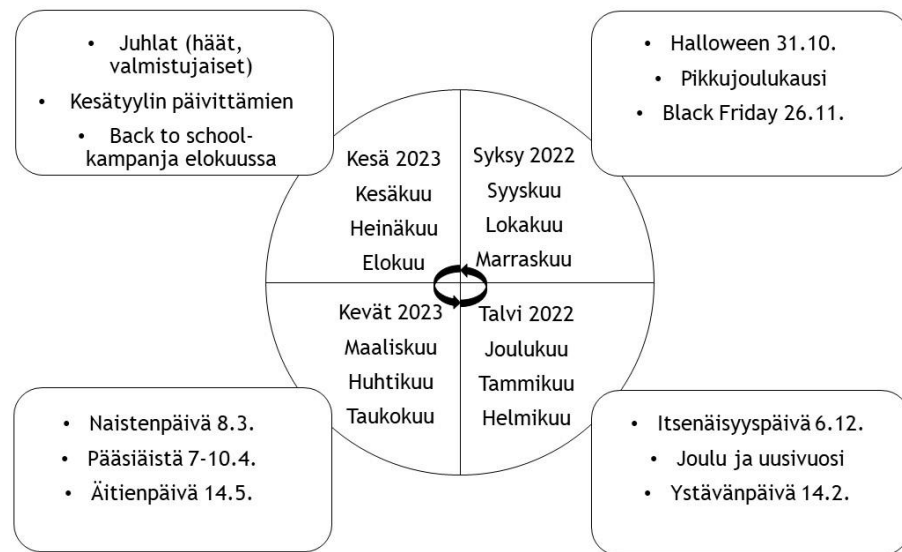 • Juhlat (häät,
valmistujaiset)
• Kesätyylin päivittämien
• Back to school-
kampanja elokuussa
• Halloween 31.10.
• Pikkujoulukausi
• Black Friday 26.11.
Kesä 2023
Kesäkuu
Heinäkuu
Elokuu
Syksy 2022
Syyskuu
Lokakuu
Marraskuu
Kevät 2023
Maaliskuu
Huhtikuu
Taukokuu
Talvi 2022
Joulukuu
Tammikuu
Helmikuu
• Naistenpäivä 8.3.
• Pääsiäistä 7-10.4.
• Äitienpäivä 14.5.
• Itsenäisyyspäivä 6.12.
• Joulu ja uusivuosi
• Ystävänpäivä 14.2.